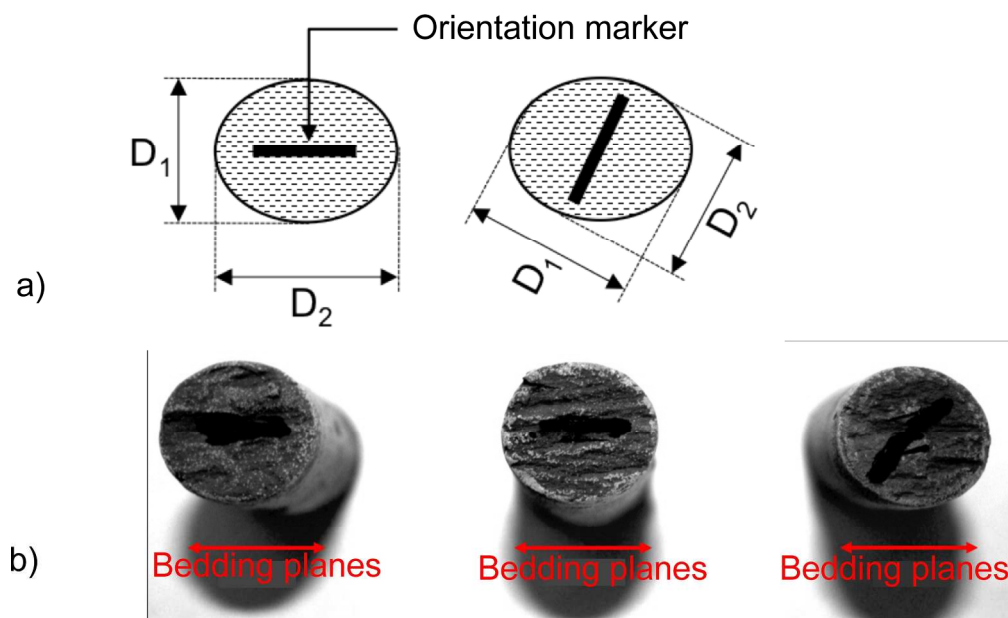 Orientation marker
D₁
D₂
D₁
D₂
a)
b)
Bedding planes
Bedding planes
Bedding planes